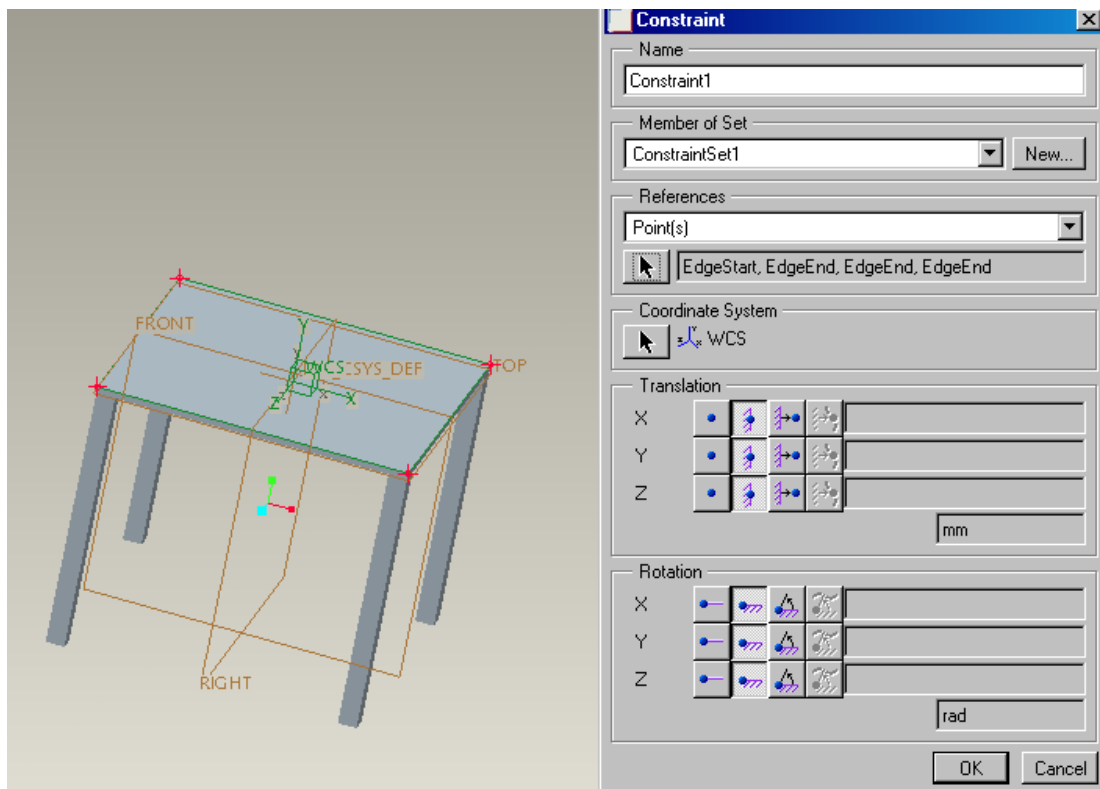 Constraint
Name
Constraint1
Member of Set
ConstraintSet1
New...
References
Point(s)
EdgeStart, EdgeEnd, EdgeEnd, EdgeEnd
Coordinate System
WCS
Translation
X
Y
Z
mm
Rotation
X
Y
Z
rad
OK
Cancel
FRONT
Y
WCS
SYS_DEF
TOP
Z
X
X
RIGHT